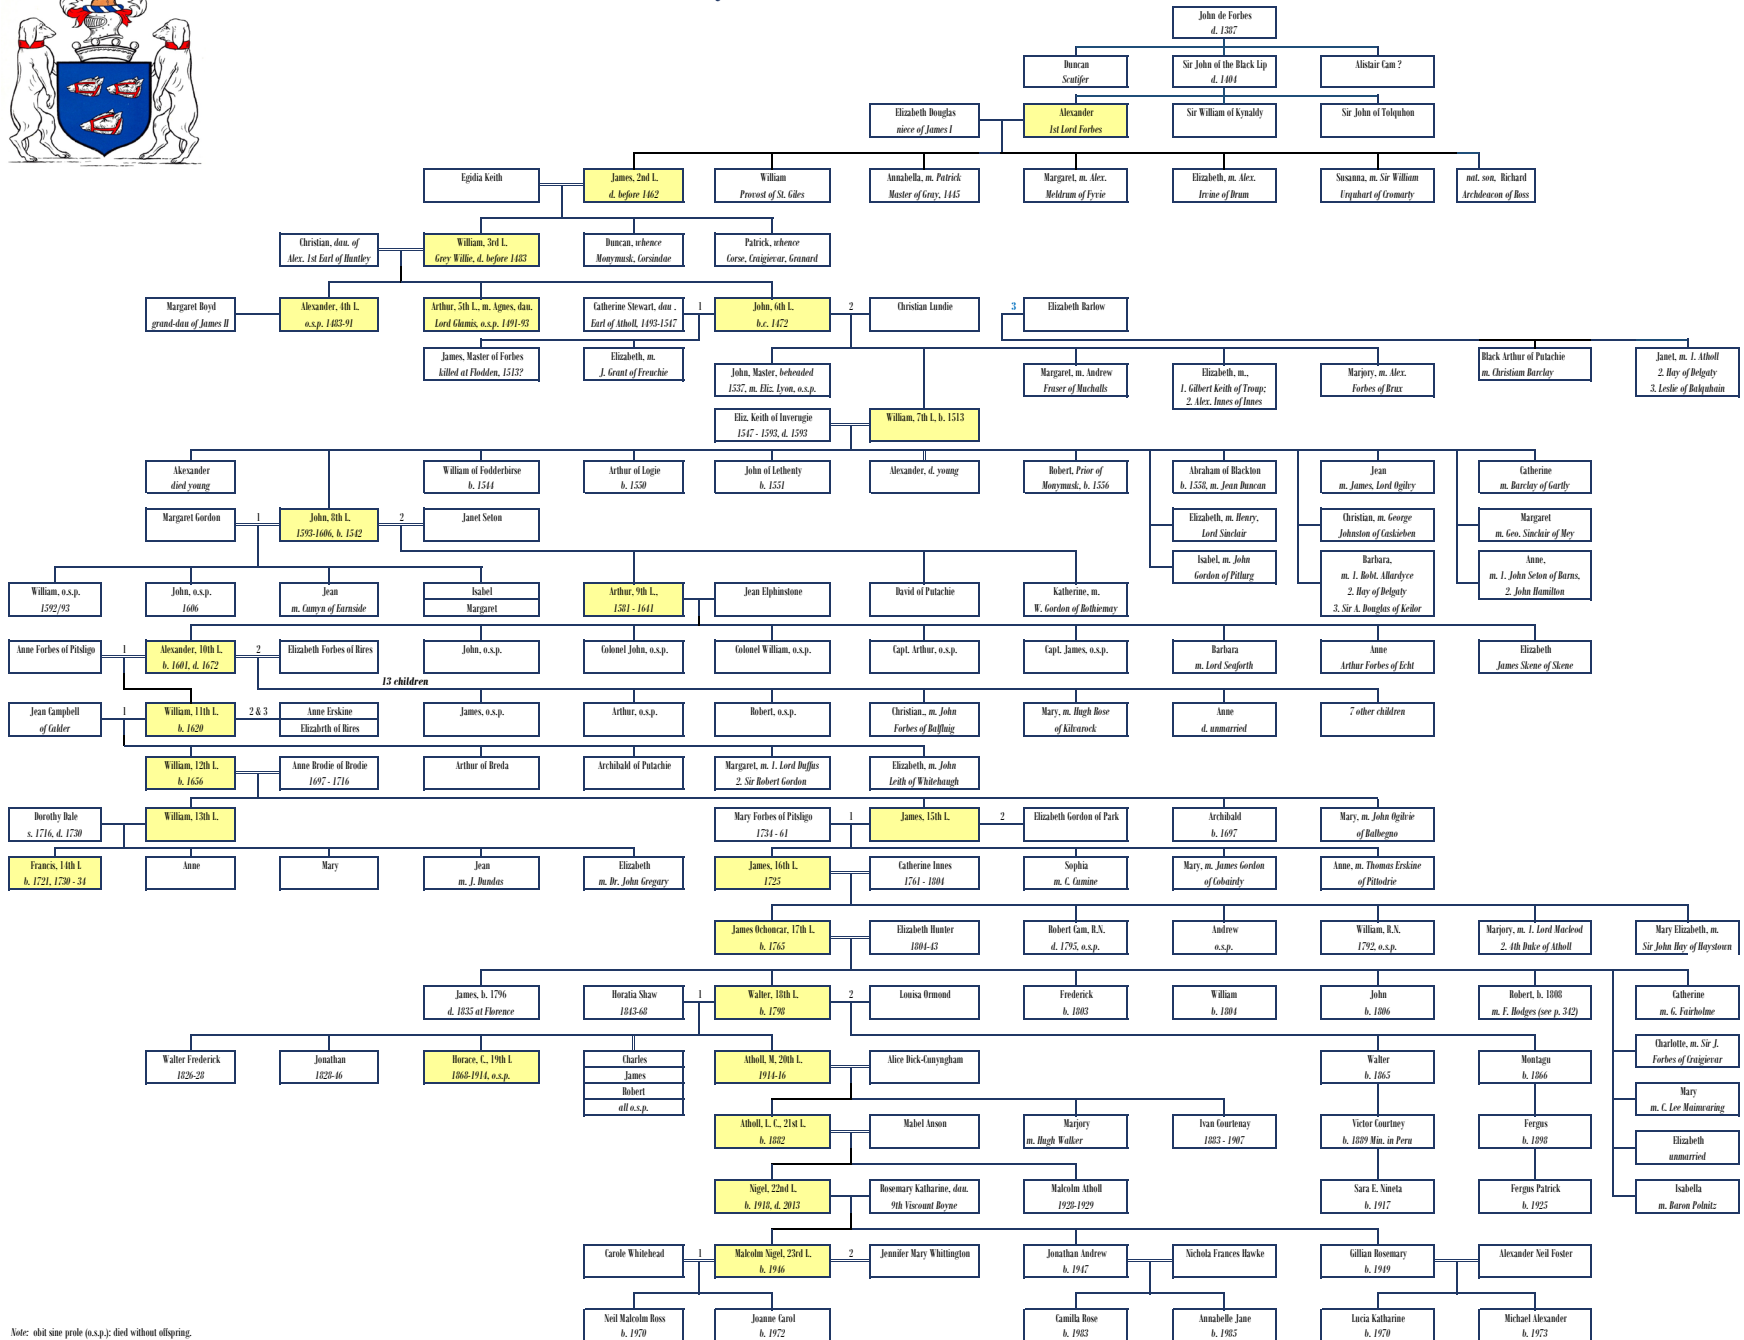 John de Forbes
d. 1387
Duncan
Scutifer
Sir John of the Black Lip
d. 1404
Alistair Cam ?
Elizabeth Douglas
niece of James I
Alexander
1st Lord Forbes
Sir William of Kynaldy
Sir John of Tolquhon
Egidia Keith
James, 2nd L.
d. before 1462
William
Provost of St. Giles
Annabella, m. Patrick
Master of Gray, 1445
Margaret, m. Alex.
Meldrum of Fyvie
Elizabeth, m. Alex.
Irvine of Drum
Susanna, m. Sir William
Urquhart of Cromarty
nat. son, Richard
Archdeacon of Ross
Christian, dau. of
Alex. 1st Earl of Huntley
William, 3rd L.
Grey Willie, d. before 1483
Duncan, whence
Monymusk, Corsindae
Patrick, whence
Corse, Craigievar, Granard
Margaret Boyd
grand-dau of James II
Alexander, 4th L.
o.s.p. 1483-91
Arthur, 5th L., m. Agnes, dau.
Lord Glamis, o.s.p. 1491-93
Catherine Stewart, dau .
Earl of Atholl, 1493-1547
1
John, 6th L.
b.c. 1472
2
Christian Lundie
3
Elizabeth Barlow
James, Master of Forbes
killed at Flodden, 1513?
Elizabeth, m.
J. Grant of Freuchie
John, Master, beheaded
1537, m. Eliz. Lyon, o.s.p.
Margaret, m. Andrew
Fraser of Muchalls
Elizabeth, m.,
1. Gilbert Keith of Troup;
2. Alex. Innes of Innes
Marjory, m. Alex.
Forbes of Brux
Black Arthur of Putachie
m. Christiam Barclay
Janet, m. 1. Atholl
2. Hay of Delgaty
3. Leslie of Balquhain
Eliz. Keith of Inverugie
1547 - 1593, d. 1593
William, 7th L, b. 1513
Akexander
died young
William of Fodderbirse
b. 1544
Arthur of Logie
b. 1550
John of Lethenty
b. 1551
Alexander, d. young
Robert, Prior of
Monymusk, b. 1556
Abraham of Blackton
b. 1558, m. Jean Duncan
Jean
m. James, Lord Ogilvy
Catherine
m. Barclay of Gartly
Margaret Gordon
1
John, 8th L.
1593-1606, b. 1542
2
Janet Seton
Elizabeth, m. Henry,
Lord Sinclair
Christian, m. George
Johnston of Caskieben
Margaret
m. Geo. Sinclair of Mey
Isabel, m. John
Gordon of Pitlurg
Barbara,
m. 1. Robt. Allardyce
2. Hay of Delgaty
3. Sir A. Douglas of Keilor
Anne,
m. 1. John Seton of Barns,
2. John Hamilton
William, o.s.p.
1592/93
John, o.s.p.
1606
Jean
m. Cumyn of Earnside
Isabel
Margaret
Arthur, 9th L.,
1581 - 1641
Jean Elphinstone
David of Putachie
Katherine, m.
W. Gordon of Rothiemay
Anne Forbes of Pitsligo
1
Alexander, 10th L.
b. 1601, d. 1672
2
Elizabeth Forbes of Rires
John, o.s.p.
Colonel John, o.s.p.
Colonel William, o.s.p.
Capt. Arthur, o.s.p.
Capt. James, o.s.p.
Barbara
m. Lord Seaforth
Anne
Arthur Forbes of Echt
Elizabeth
James Skene of Skene
13 children
Jean Campbell
of Calder
1
William, 11th L.
b. 1620
2 & 3
Anne Erskine
Elizabrth of Rires
James, o.s.p.
Arthur, o.s.p.
Robert, o.s.p.
Christian,, m. John
Forbes of Balfluig
Mary, m. Hugh Rose
of Kilvarock
Anne
d. unmarried
7 other children
William, 12th L.
b. 1656
Anne Brodie of Brodie
1697 - 1716
Arthur of Breda
Archibald of Putachie
Margaret, m. 1. Lord Duffus
2. Sir Robert Gordon
Elizabeth, m. John
Leith of Whitehaugh
Dorothy Dale
s. 1716, d. 1730
William, 13th L.
Mary Forbes of Pitsligo
1734 - 61
1
James, 15th L.
2
Elizabeth Gordon of Park
Archibald
b. 1697
Mary, m. John Ogilvie
of Balbegno
Francis, 14th L
b. 1721, 1730 - 34
Anne
Mary
Jean
m. J. Dundas
Elizabeth
m. Dr. John Gregary
James, 16th L.
1725
Catherine Innes
1761 - 1804
Sophia
m. C. Cumine
Mary, m. James Gordon
of Cobairdy
Anne, m. Thomas Erskine
of Pittodrie
James Ochoncar, 17th L.
b. 1765
Elizabeth Hunter
1804-43
Robert Cam, R.N.
d. 1795, o.s.p.
Andrew
o.s.p.
William, R.N.
1792, o.s.p.
Marjory, m. 1. Lord Macleod
2. 4th Duke of Atholl
Mary Elizabeth, m.
Sir John Hay of Haystown
James, b. 1796
d. 1835 at Florence
Horatia Shaw
1843-68
1
Walter, 18th L.
b. 1798
2
Louisa Ormond
Frederick
b. 1803
William
b. 1804
John
b. 1806
Robert, b. 1808
m. F. Hodges (see p. 342)
Catherine
m. G. Fairholme
Walter Frederick
1826-28
Jonathan
1828-46
Horace, C., 19th L
1868-1914, o.s.p.
Charles
James
Robert
all o.s.p.
Atholl, M, 20th L.
1914-16
Alice Dick-Cunyngham
Walter
b. 1865
Montagu
b. 1866
Charlotte, m. Sir J.
Forbes of Craigievar
Mary
m. C. Lee Mainwaring
Atholl, L. C., 21st L.
b. 1882
Mabel Anson
Marjory
m. Hugh Walker
Ivan Courtenay
1883 - 1907
Victor Courtney
b. 1889 Min. in Peru
Fergus
b. 1898
Elizabeth
unmarried
Nigel, 22nd L.
b. 1918, d. 2013
Rosemary Katharine, dau.
9th Viscount Boyne
Malcolm Atholl
1928-1929
Sara E. Nineta
b. 1917
Fergus Patrick
b. 1925
Isabella
m. Baron Polnitz
Carole Whitehead
1
Malcolm Nigel, 23rd L.
b. 1946
2
Jennifer Mary Whittington
Jonathan Andrew
b. 1947
Nichola Frances Hawke
Gillian Rosemary
b. 1949
Alexander Neil Foster
Neil Malcolm Ross
b. 1970
Joanne Carol
b. 1972
Camilla Rose
b. 1983
Annabelle Jane
b. 1985
Lucia Katharine
b. 1970
Michael Alexander
b. 1973
Note: obit sine prole (o.s.p.): died without offspring.